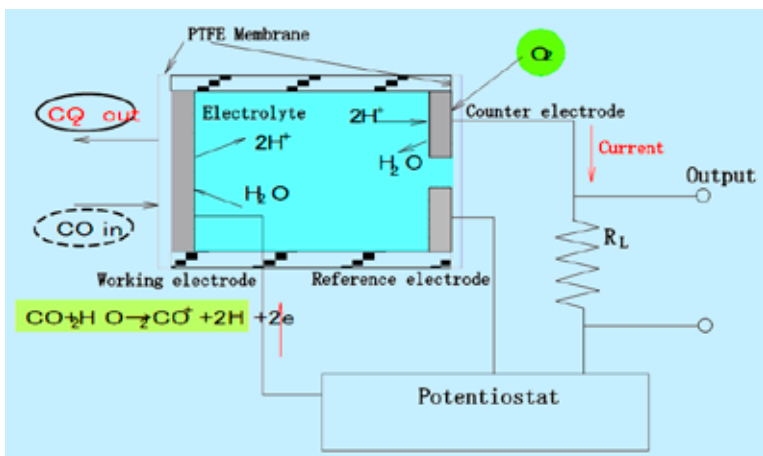 PTFE Membrane
O₂
CO₂ out
Electrolyte
2H⁺
Counter electrode
2H⁺
H₂O
Current
Output
H₂O
CO in
R_L
Working electrode
Reference electrode
CO+H₂O→CO₂+2H⁺+2e
Potentiostat